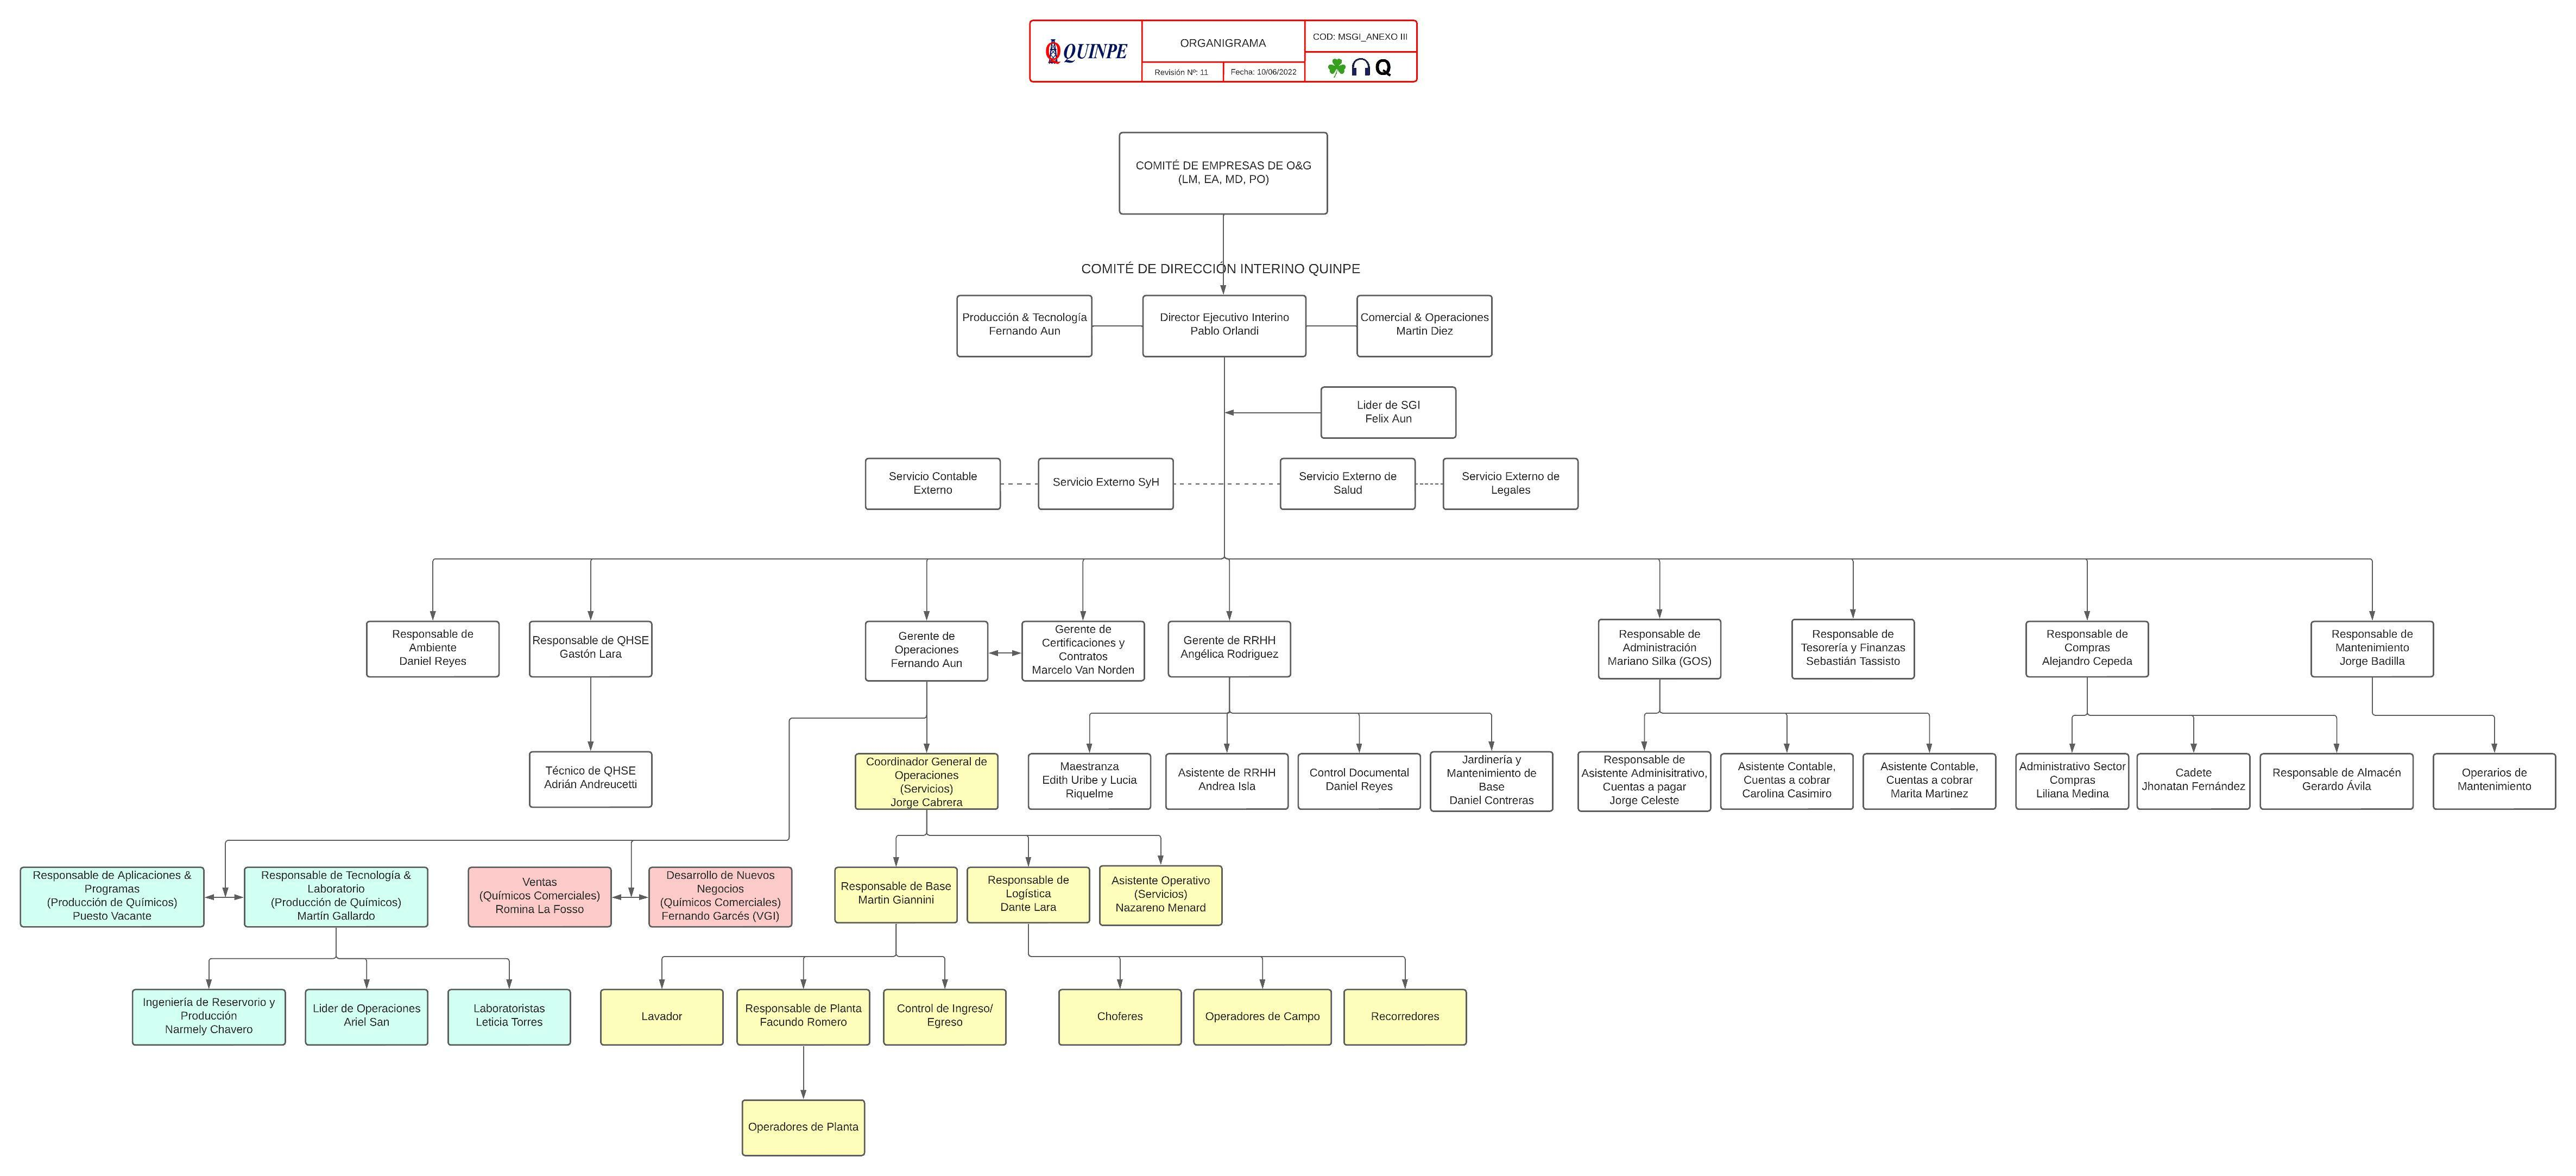 QUINPE
ORGANIGRAMA
COD: MSGI_ANEXO III
Revisión Nº: 11
Fecha: 10/06/2022
Q
COMITÉ DE EMPRESAS DE O&G
(LM, EA, MD, PO)
COMITÉ DE DIRECCIÓN INTERINO QUINPE
Producción & Tecnología
Fernando Aun
Director Ejecutivo Interino
Pablo Orlandi
Comercial & Operaciones
Martin Diez
Lider de SGI
Felix Aun
Servicio Contable
Externo
Servicio Externo SyH
Servicio Externo de
Salud
Servicio Externo de
Legales
Responsable de
Ambiente
Daniel Reyes
Responsable de QHSE
Gastón Lara
Gerente de
Operaciones
Fernando Aun
Gerente de
Certificaciones y
Contratos
Marcelo Van Norden
Gerente de RRHH
Angélica Rodriguez
Responsable de
Administración
Mariano Silka (GOS)
Responsable de
Tesorería y Finanzas
Sebastián Tassisto
Responsable de
Compras
Alejandro Cepeda
Responsable de
Mantenimiento
Jorge Badilla
Técnico de QHSE
Adrián Andreucetti
Coordinador General de
Operaciones
(Servicios)
Jorge Cabrera
Maestranza
Edith Uribe y Lucia
Riquelme
Asistente de RRHH
Andrea Isla
Control Documental
Daniel Reyes
Jardinería y
Mantenimiento de
Base
Daniel Contreras
Responsable de
Asistente Adminisitrativo,
Cuentas a pagar
Jorge Celeste
Asistente Contable,
Cuentas a cobrar
Carolina Casimiro
Asistente Contable,
Cuentas a cobrar
Marita Martinez
Administrativo Sector
Compras
Liliana Medina
Cadete
Jhonatan Fernández
Responsable de Almacén
Gerardo Ávila
Operarios de
Mantenimiento
Responsable de Aplicaciones &
Programas
(Producción de Químicos)
Puesto Vacante
Responsable de Tecnología &
Laboratorio
(Producción de Químicos)
Martín Gallardo
Ventas
(Químicos Comerciales)
Romina La Fosso
Desarrollo de Nuevos
Negocios
(Químicos Comerciales)
Fernando Garcés (VGI)
Responsable de Base
Martin Giannini
Responsable de
Logística
Dante Lara
Asistente Operativo
(Servicios)
Nazareno Menard
Ingeniería de Reservorio y
Producción
Narmely Chavero
Lider de Operaciones
Ariel San
Laboratoristas
Leticia Torres
Lavador
Responsable de Planta
Facundo Romero
Control de Ingreso/
Egreso
Choferes
Operadores de Campo
Recorredores
Operadores de Planta